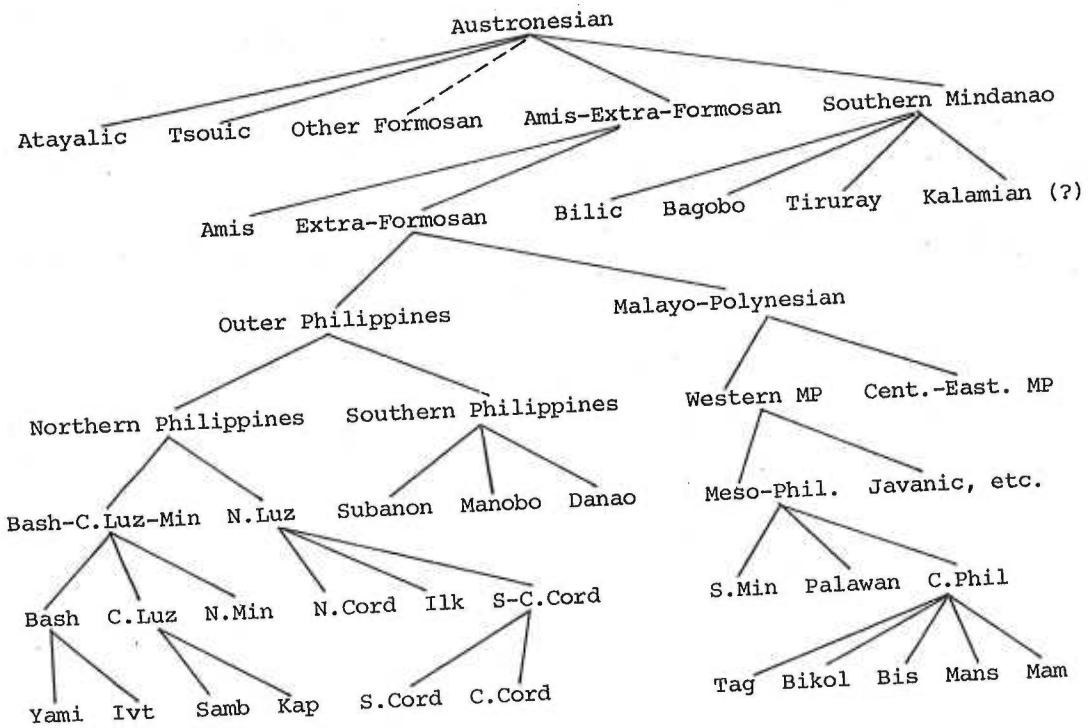 Austronesian
Atayalic Tsouic Other Formosan Amis-Extra-Formosan Southern Mindanao
Amis Extra-Formosan Bilic Bagobo Tiruray Kalamian (?)
Outer Philippines Malayo-Polynesian
Northern Philippines Southern Philippines Western MP Cent.-East. MP
Bash-C.Luz-Min N.Luz Subanon Manobo Danao Meso-Phil. Javanic, etc.
Bash C.Luz N.Min N.Cord Ilk S-C.Cord S.Min Palawan C.Phil
Yami Ivt Samb Kap S.Cord C.Cord Tag Bikol Bis Mans Mam